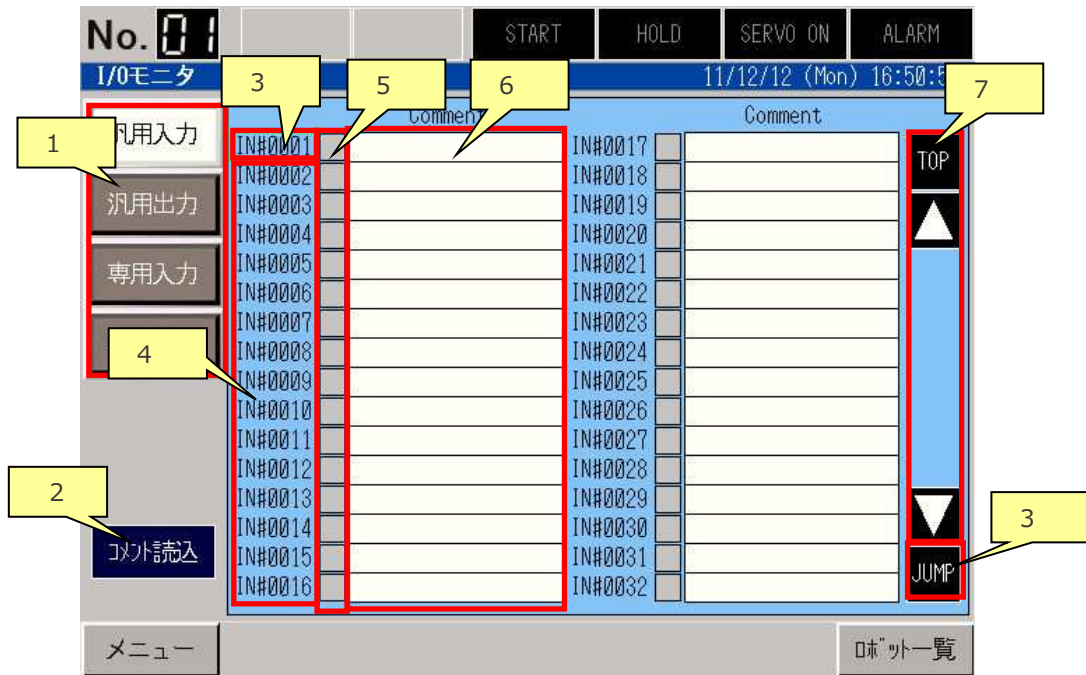 No. 01 START HOLD SERVO ON ALARM
I/Oモニタ 11/12/12 (Mon) 16:50:5
3 5 6 7
Comment Comment
1
汎用入力
汎用出力
専用入力
4
2
コメント読込
IN#0001 IN#0017
IN#0002 IN#0018
IN#0003 IN#0019
IN#0004 IN#0020
IN#0005 IN#0021
IN#0006 IN#0022
IN#0007 IN#0023
IN#0008 IN#0024
IN#0009 IN#0025
IN#0010 IN#0026
IN#0011 IN#0027
IN#0012 IN#0028
IN#0013 IN#0029
IN#0014 IN#0030
IN#0015 IN#0031
IN#0016 IN#0032
TOP
3
JUMP
メニュー ロボット一覧